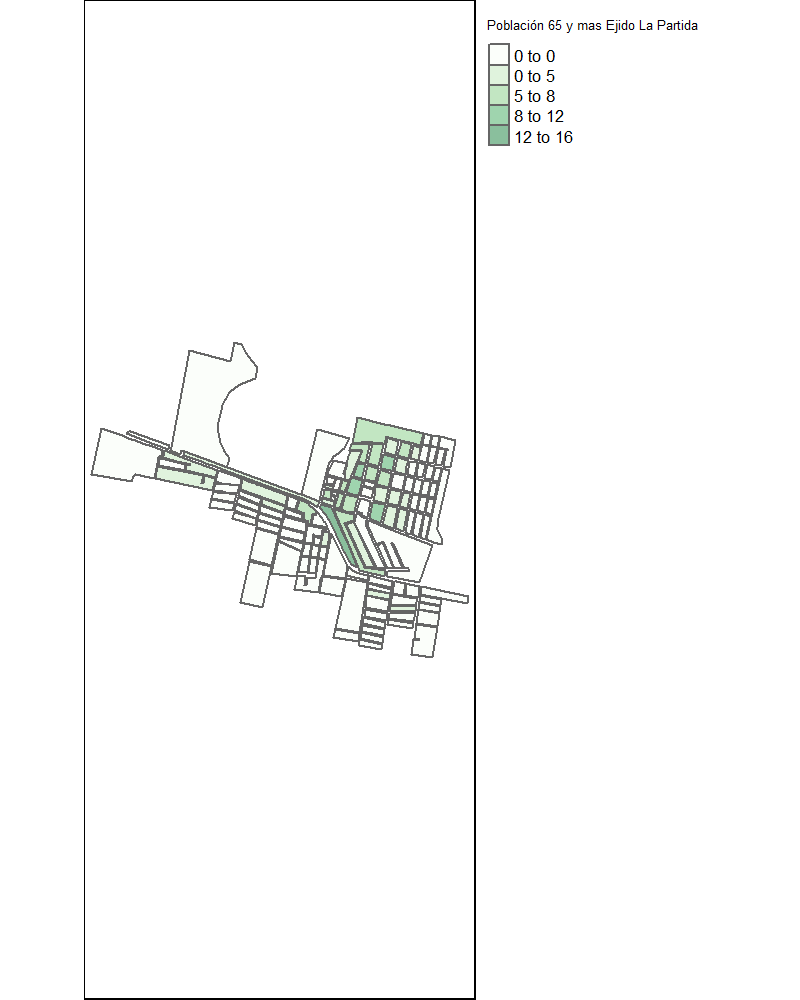 Población 65 y mas Ejido La Partida
0 to 0
0 to 5
5 to 8
8 to 12
12 to 16